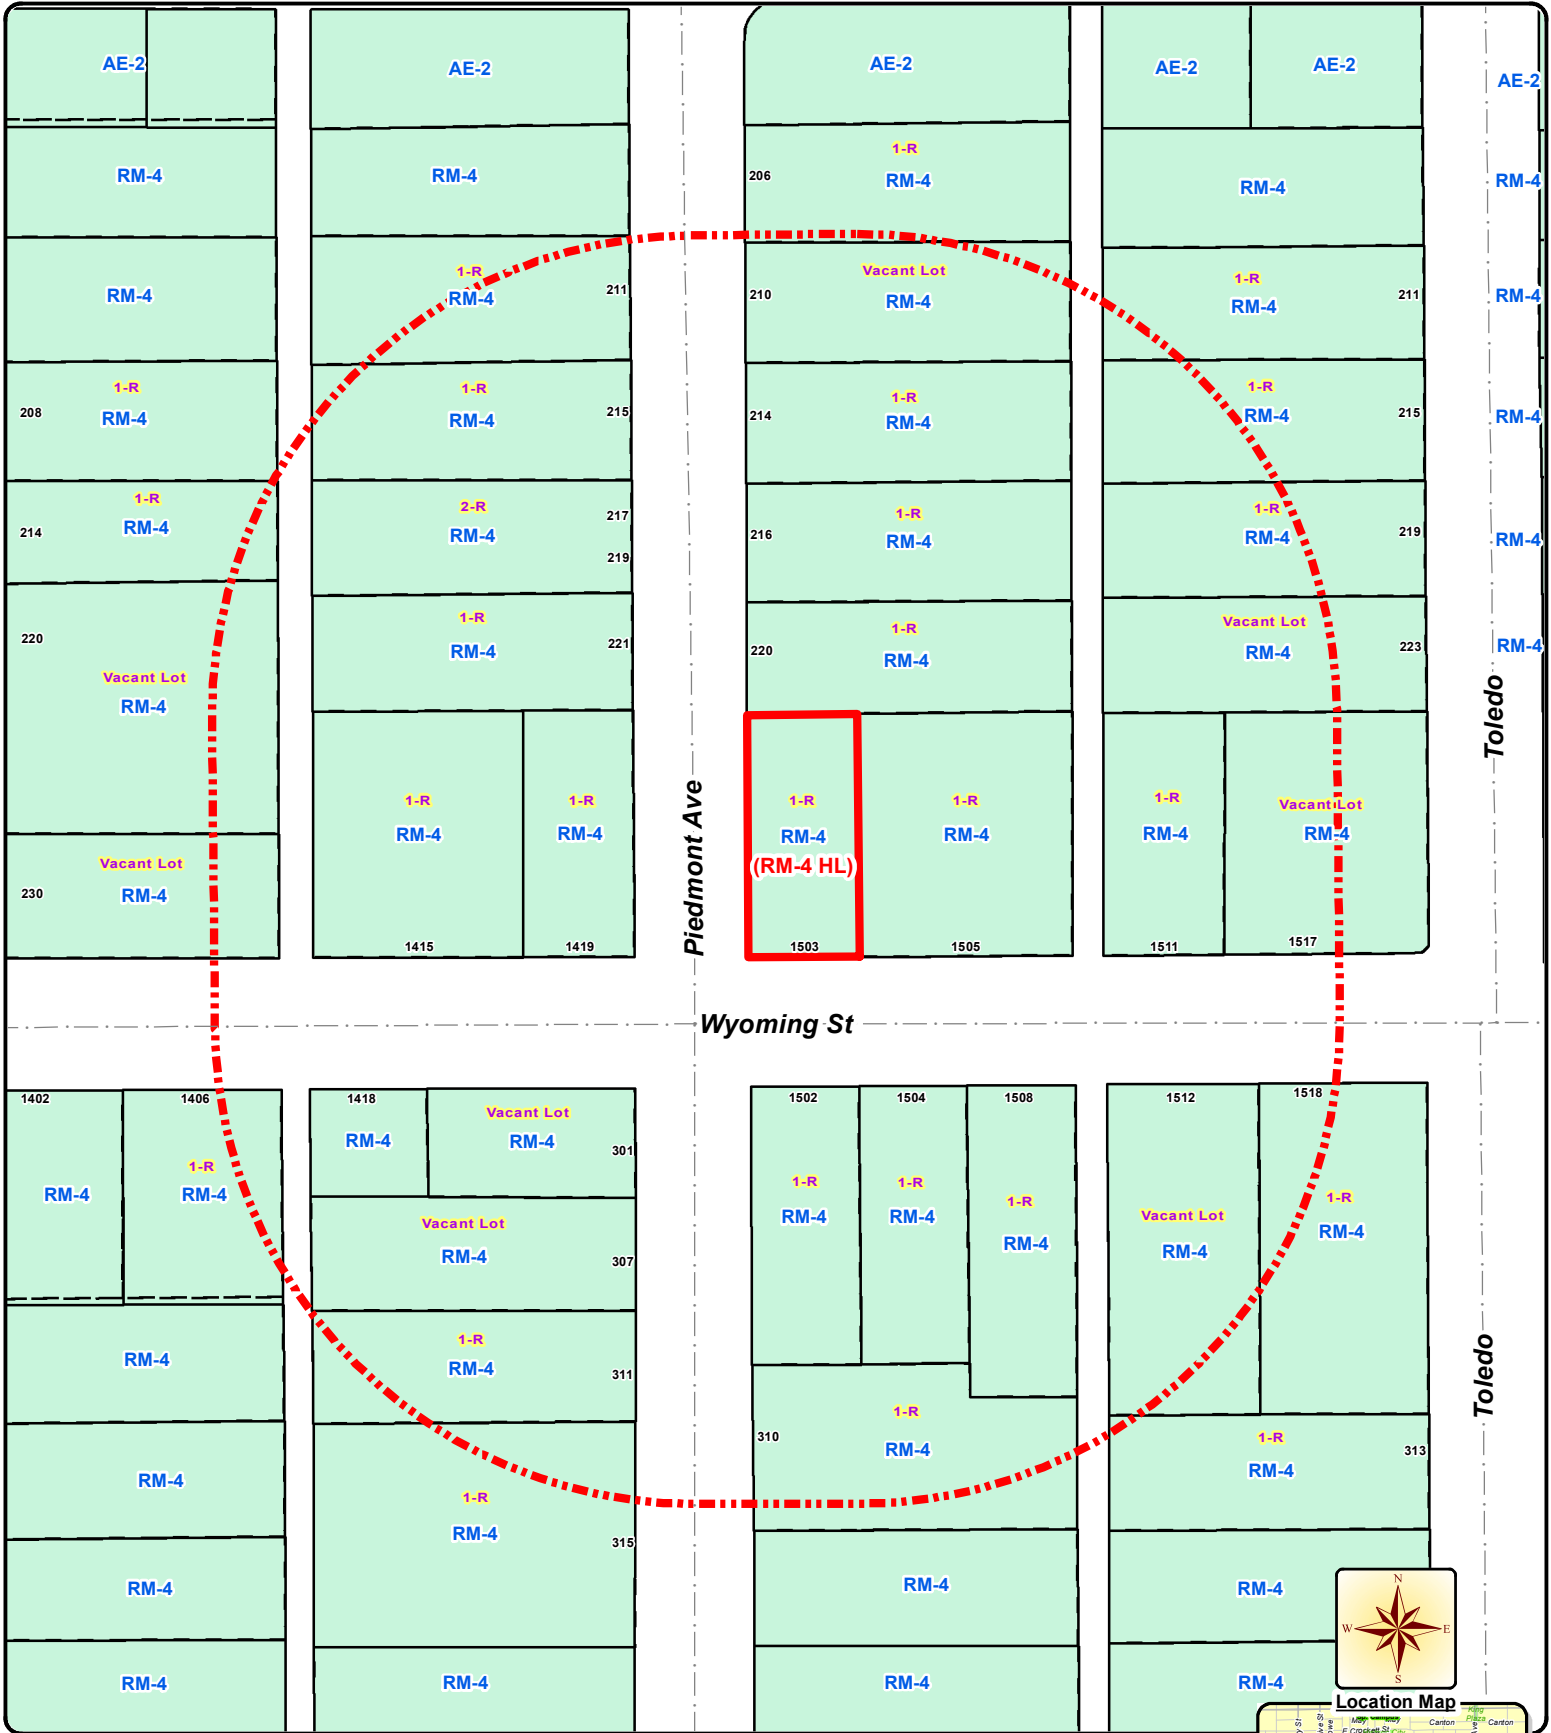 AE-2
AE-2
AE-2
AE-2
AE-2
AE-2
RM-4
RM-4
1-R
206
RM-4
RM-4
RM-4
RM-4
1-R
RM-4
211
Vacant Lot
210
RM-4
1-R
RM-4
211
RM-4
1-R
208
RM-4
1-R
RM-4
215
1-R
214
RM-4
1-R
RM-4
215
RM-4
1-R
214
RM-4
2-R
RM-4
217
219
1-R
216
RM-4
1-R
RM-4
219
RM-4
220
Vacant Lot
RM-4
1-R
RM-4
221
1-R
220
RM-4
Vacant Lot
RM-4
223
RM-4
Toledo
Vacant Lot
RM-4
230
1-R
RM-4
1415
1-R
RM-4
1419
Piedmont Ave
1-R
RM-4
(RM-4 HL)
1503
1-R
RM-4
1505
1-R
RM-4
1511
Vacant Lot
RM-4
1517
Wyoming St
1402
RM-4
1406
1-R
RM-4
1418
RM-4
Vacant Lot
RM-4
301
Vacant Lot
RM-4
307
1502
1-R
RM-4
1504
1-R
RM-4
1508
1-R
RM-4
1512
Vacant Lot
RM-4
1518
1-R
RM-4
RM-4
1-R
RM-4
311
1-R
310
RM-4
1-R
RM-4
313
Toledo
RM-4
1-R
RM-4
315
RM-4
RM-4
RM-4
RM-4
RM-4
RM-4
RM-4
N
W
E
S
Location Map
King
Plaza
May
May
Canton
Canton
E Crockett St
City